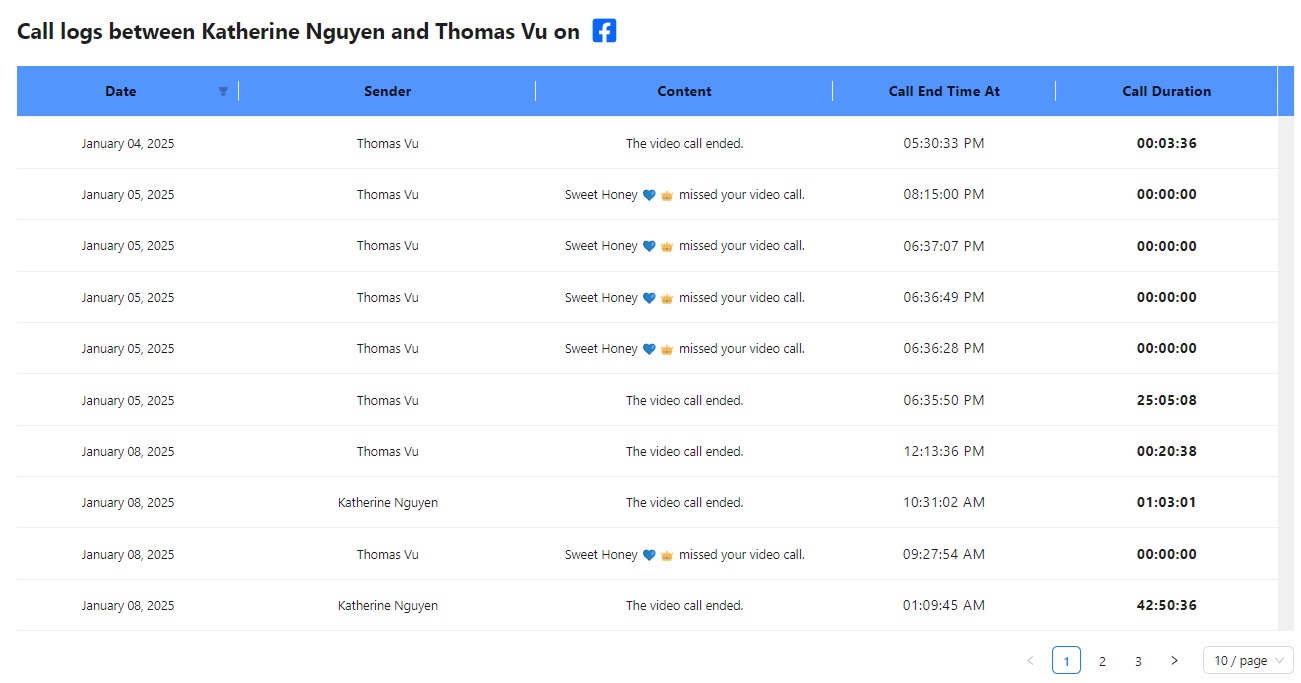 Call logs between Katherine Nguyen and Thomas Vu on
Date Sender Content Call End Time At Call Duration
January 04, 2025 Thomas Vu The video call ended. 05:30:33 PM 00:03:36
January 05, 2025 Thomas Vu Sweet Honey 💙 👑 missed your video call. 08:15:00 PM 00:00:00
January 05, 2025 Thomas Vu Sweet Honey 💙 👑 missed your video call. 06:37:07 PM 00:00:00
January 05, 2025 Thomas Vu Sweet Honey 💙 👑 missed your video call. 06:36:49 PM 00:00:00
January 05, 2025 Thomas Vu Sweet Honey 💙 👑 missed your video call. 06:36:28 PM 00:00:00
January 05, 2025 Thomas Vu The video call ended. 06:35:50 PM 25:05:08
January 08, 2025 Thomas Vu The video call ended. 12:13:36 PM 00:20:38
January 08, 2025 Katherine Nguyen The video call ended. 10:31:02 AM 01:03:01
January 08, 2025 Thomas Vu Sweet Honey 💙 👑 missed your video call. 09:27:54 AM 00:00:00
January 08, 2025 Katherine Nguyen The video call ended. 01:09:45 AM 42:50:36
1 2 3 10 / page